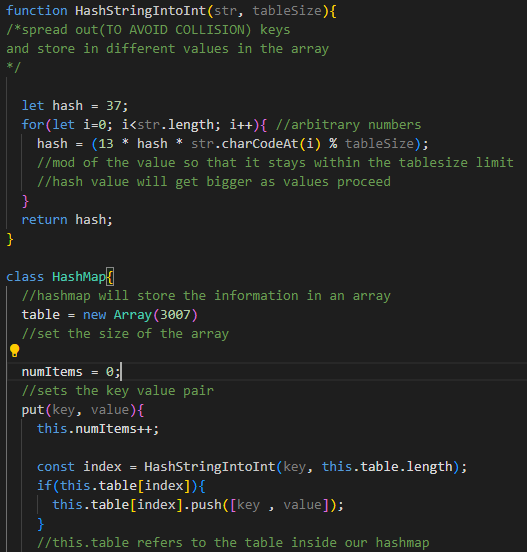 function HashStringIntoInt(str, tableSize){
/*spread out(TO AVOID COLLISION) keys
and store in different values in the array
*/
let hash = 37;
for(let i=0; i<str.length; i++){ //arbitrary numbers
hash = (13 * hash * str.charCodeAt(i) % tableSize);
//mod of the value so that it stays within the tablesize limit
//hash value will get bigger as values proceed
}
return hash;
}
class HashMap{
//hashmap will store the information in an array
table = new Array(3007)
//set the size of the array
numItems = 0;
//sets the key value pair
put(key, value){
this.numItems++;
const index = HashStringIntoInt(key, this.table.length);
if(this.table[index]){
this.table[index].push([key , value]);
}
//this.table refers to the table inside our hashmap